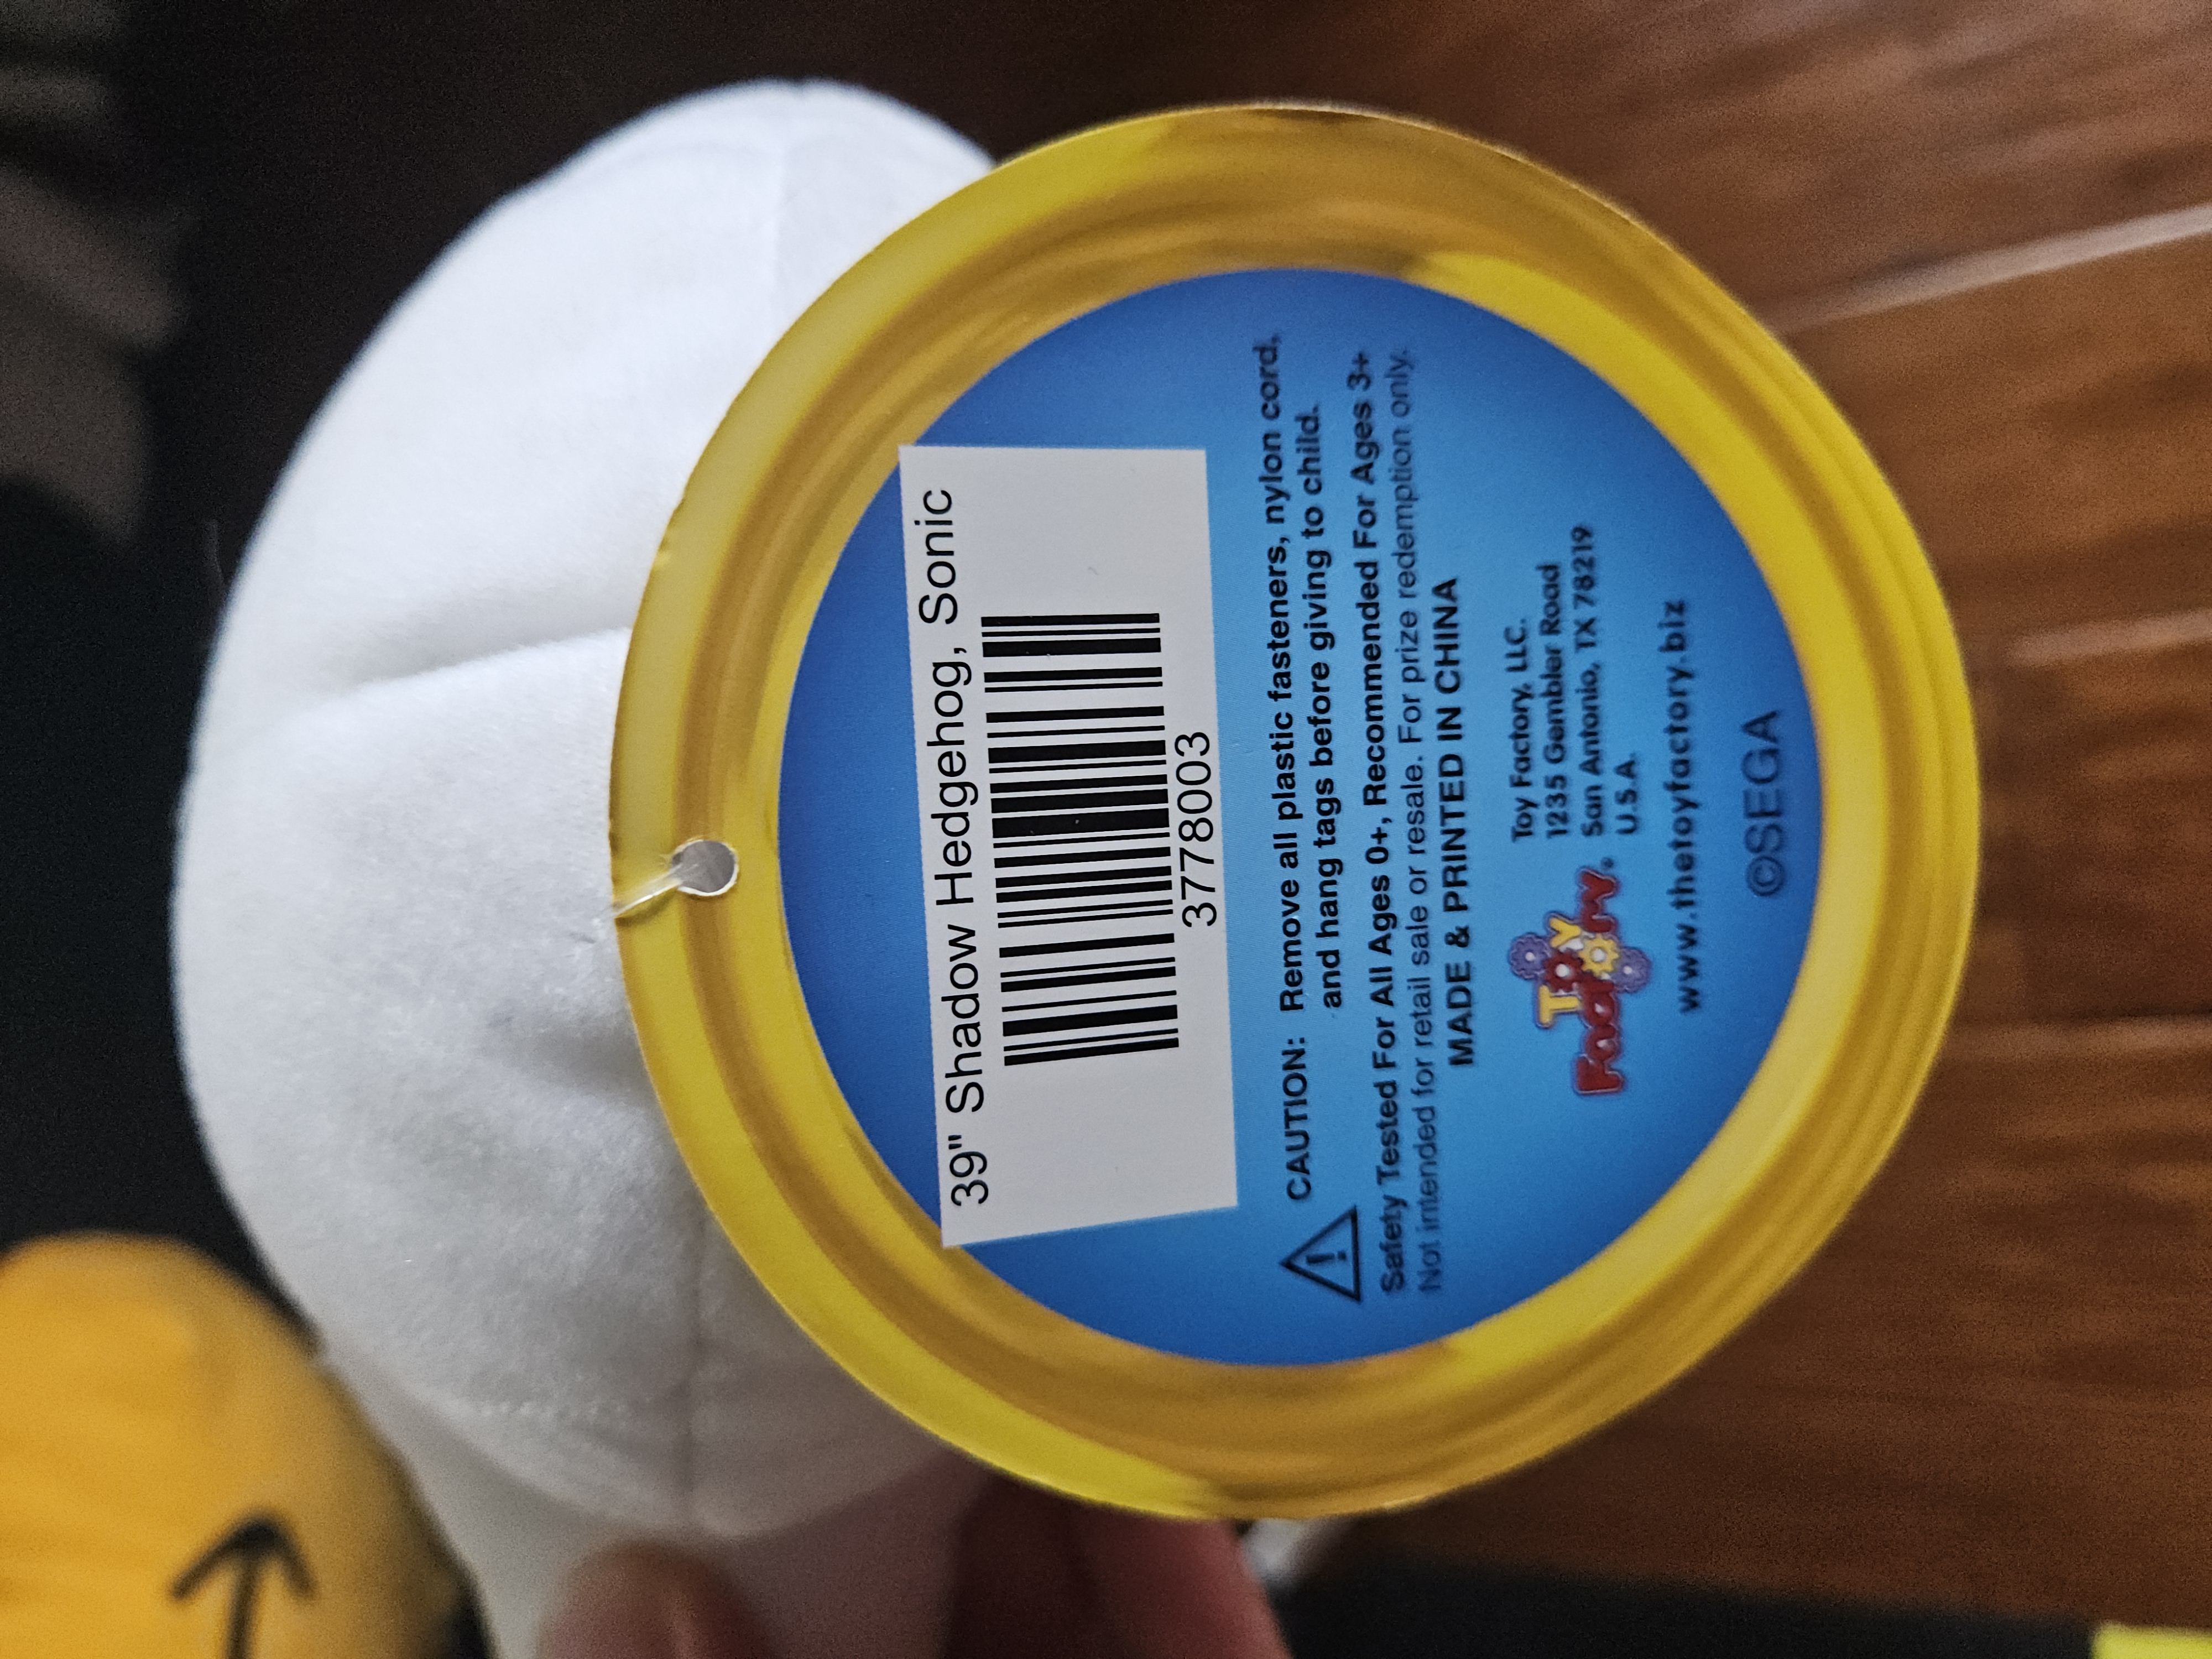 39" Shadow Hedgehog, Sonic
3778003
CAUTION: Remove all plastic fasteners, nylon cord,
and hang tags before giving to child.
Safety Tested For All Ages 0+, Recommended For Ages 3+
Not intended for retail sale or resale. For prize redemption only.
MADE & PRINTED IN CHINA
Toy Factory®
Toy Factory, LLC.
1235 Gembler Road
San Antonio, TX 78219
U.S.A.
www.thetoyfactory.biz
©SEGA